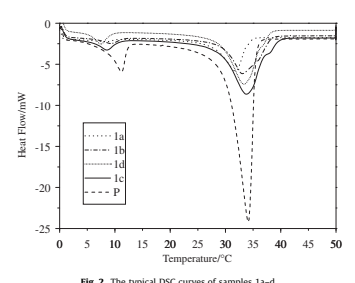 0
-5
-10
-15
-20
-25
Heat Flow/mW
1a
1b
1d
1c
P
0 10 20 30 40 50
Temperature/°C
Fig. 2. The typical DSC curves of samples 1a–d